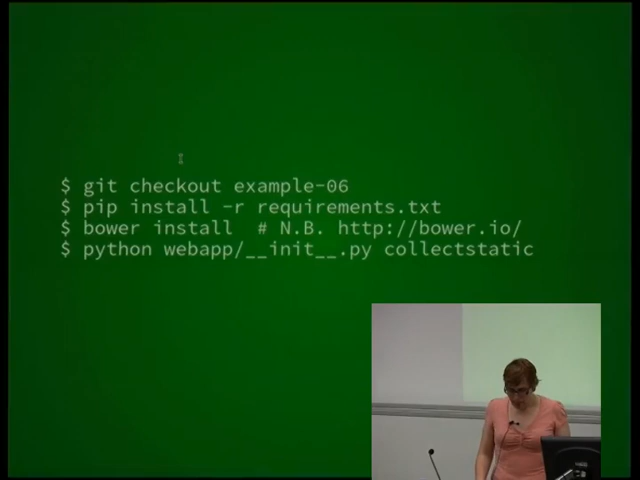 $ git checkout example-06
$ pip install -r requirements.txt
$ bower install  # N.B. http://bower.io/
$ python webapp/__init__.py collectstatic